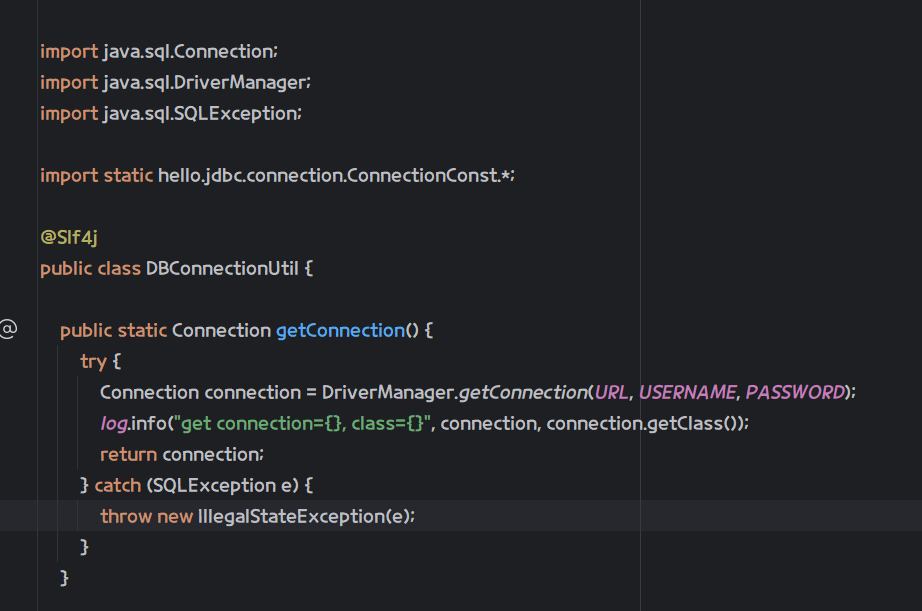 import java.sql.Connection;
import java.sql.DriverManager;
import java.sql.SQLException;
import static hello.jdbc.connection.ConnectionConst.*;
@Slf4j
public class DBConnectionUtil {
@ public static Connection getConnection() {
try {
Connection connection = DriverManager.getConnection(URL, USERNAME, PASSWORD);
log.info("get connection={}, class={}", connection, connection.getClass());
return connection;
} catch (SQLException e) {
throw new IllegalStateException(e);
}
}